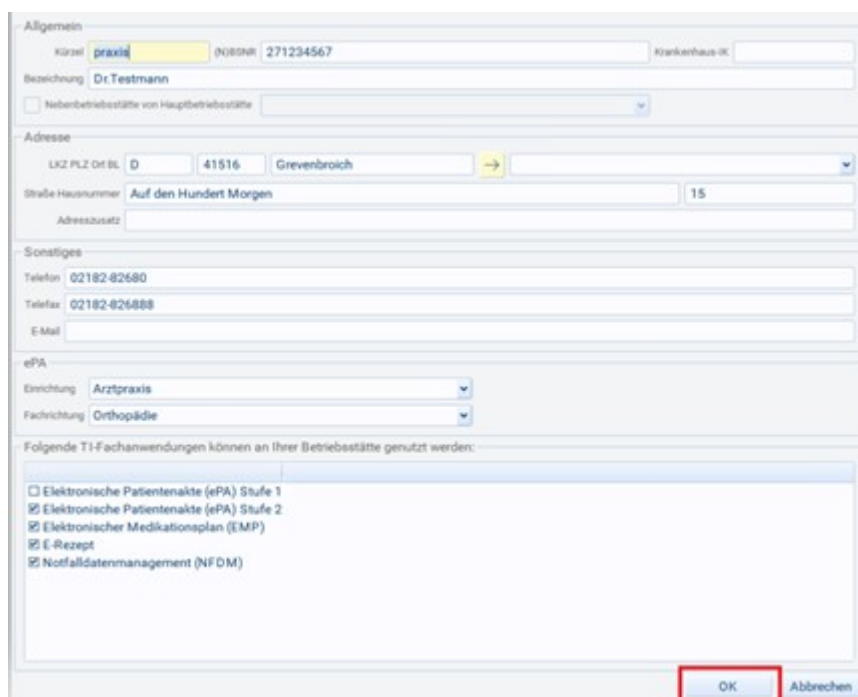 Allgemein
Kürzel praxis (N)BSNR 271234567 Krankenhaus-IK
Bezeichnung Dr.Testmann
Nebenbetriebsstätte von Hauptbetriebsstätte
Adresse
LKZ PLZ Ort BL D 41516 Grevenbroich →
Straße Hausnummer Auf den Hundert Morgen 15
Adresszusatz
Sonstiges
Telefon 02182-82680
Telefax 02182-826888
E-Mail
ePA
Einrichtung Arztpraxis
Fachrichtung Orthopädie
Folgende TI-Fachanwendungen können an Ihrer Betriebsstätte genutzt werden:
Elektronische Patientenakte (ePA) Stufe 1
Elektronische Patientenakte (ePA) Stufe 2
Elektronischer Medikationsplan (EMP)
E-Rezept
Notfalldatenmanagement (NFDM)
OK Abbrechen